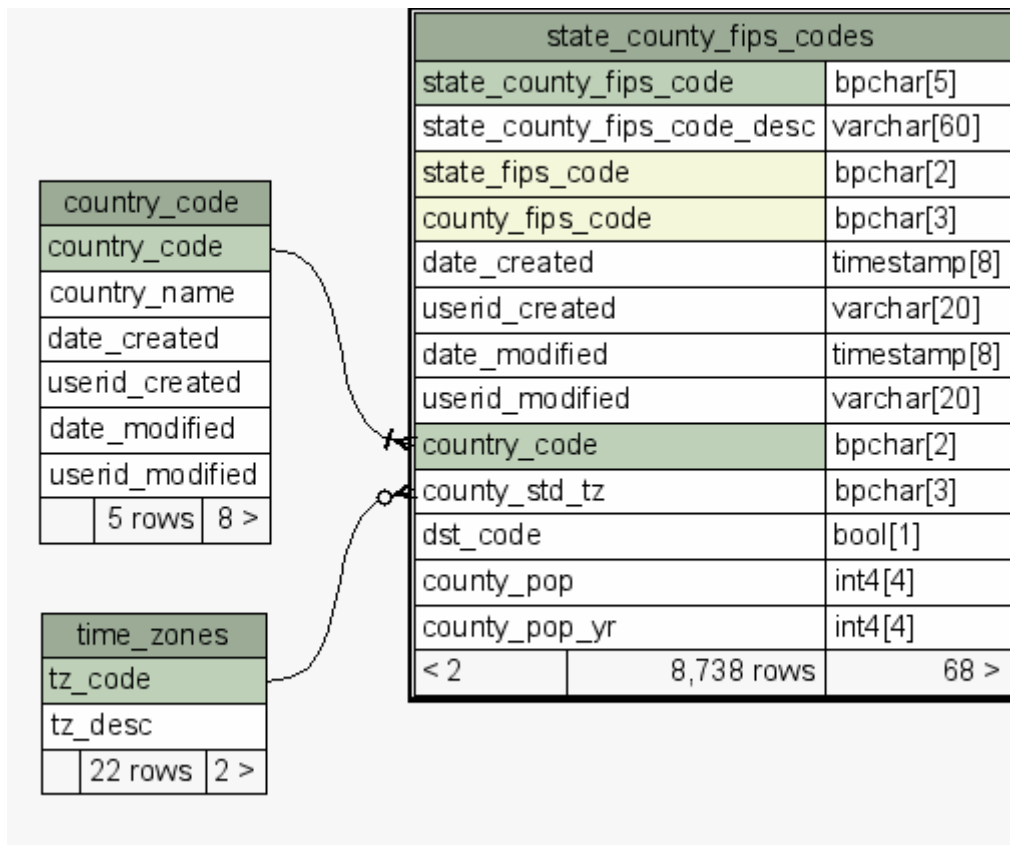 state_county_fips_codes
state_county_fips_code bpchar[5]
state_county_fips_code_desc varchar[60]
state_fips_code bpchar[2]
county_fips_code bpchar[3]
date_created timestamp[8]
userid_created varchar[20]
date_modified timestamp[8]
userid_modified varchar[20]
country_code bpchar[2]
county_std_tz bpchar[3]
dst_code bool[1]
county_pop int4[4]
county_pop_yr int4[4]
< 2 8,738 rows 68 >
country_code
country_code
country_name
date_created
userid_created
date_modified
userid_modified
5 rows 8 >
time_zones
tz_code
tz_desc
22 rows 2 >